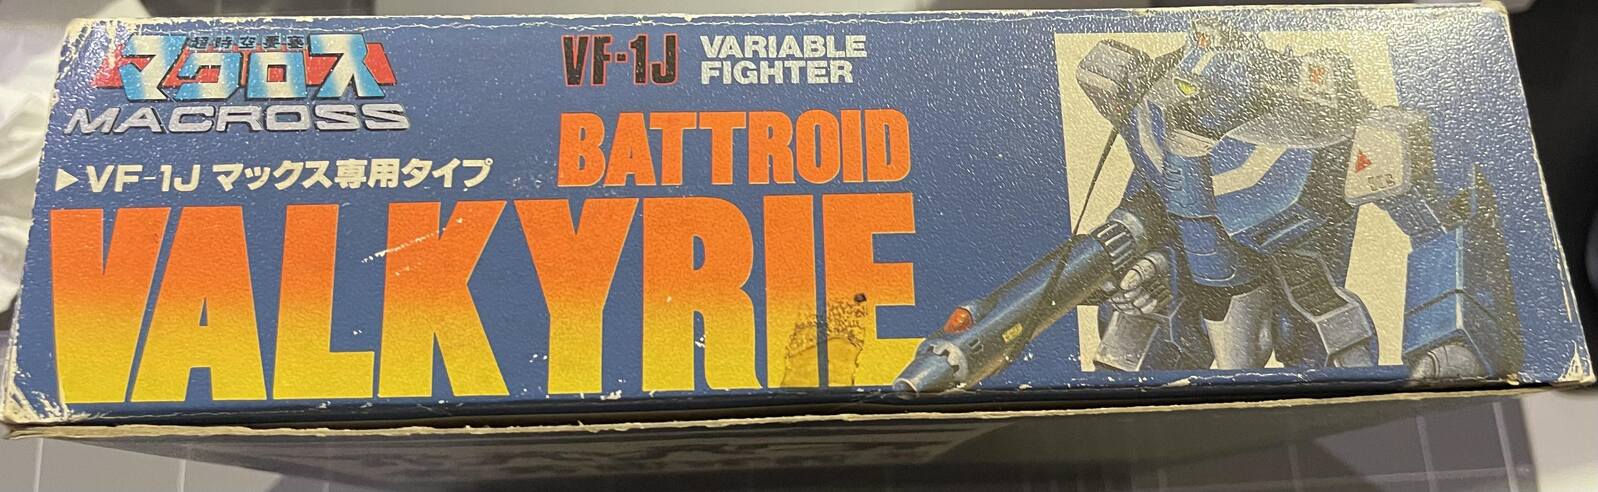 超時空要塞
マクロス
MACROSS
▶VF-1J マックス専用タイプ
VF-1J VARIABLE
FIGHTER
BATTROID
VALKYRIE